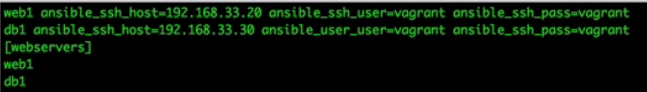 web1 ansible_ssh_host=192.168.33.20 ansible_ssh_user=vagrant ansible_ssh_pass=vagrant
db1 ansible_ssh_host=192.168.33.30 ansible_user_user=vagrant ansible_ssh_pass=vagrant
[webservers]
web1
db1